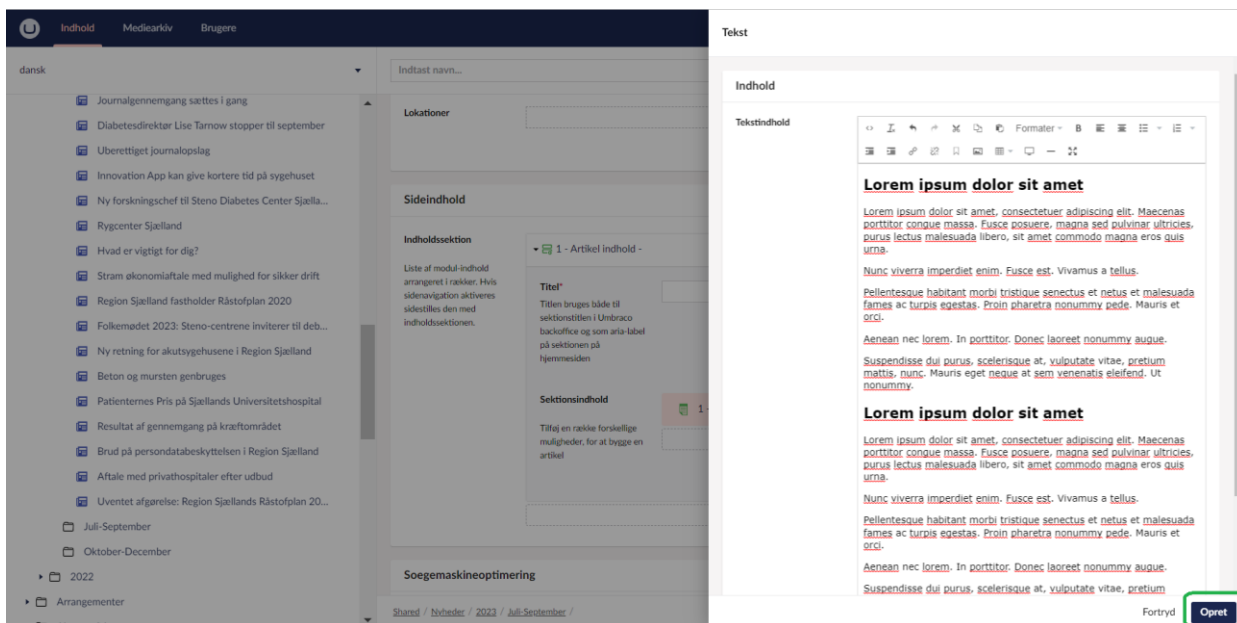 Indhold Mediearkiv Brugere
dansk
Indtast navn...
Journalgennemgang sættes i gang
Diabetesdirektør Lise Tarnow stopper til september
Uberettiget journalopslag
Innovation App kan give kortere tid på sygehuset
Ny forskningschef til Steno Diabetes Center Sjælla...
Rygcenter Sjælland
Hvad er vigtigt for dig?
Stram økonomiaftale med mulighed for sikker drift
Region Sjælland fastholder Råstofplan 2020
Folkemødet 2023: Steno-centrene inviterer til deb...
Ny retning for akutsygehusene i Region Sjælland
Beton og mursten genbruges
Patienternes Pris på Sjællands Universitetshospital
Resultat af gennemgang på kræftområdet
Brud på persondatabeskyttelsen i Region Sjælland
Aftale med privathospitaler efter udbud
Uventet afgørelse: Region Sjællands Råstofplan 20...
Juli-September
Oktober-December
2022
Arrangementer
Lokationer
Sideindhold
Indholdssektion
Liste af modul-indhold
arrangeret i rækker. Hvis
sidenavigation aktiveres
sidestilles den med
indholdssektionen.
1 - Artikel indhold -
Titel*
Titlen bruges både til
sektionstitlen i Umbraco
backoffice og som aria-label
på sektionen på
hjemmesiden
Sektionsindhold
Tilføj en række forskellige
muligheder, for at bygge en
artikel
1 -
Soegemaskineoptimering
Shared / Nyheder / 2023 / Juli-September /
Tekst
Indhold
Tekstindhold
Formater B
Lorem ipsum dolor sit amet
Lorem ipsum dolor sit amet, consectetuer adipiscing elit. Maecenas
porttitor congue massa. Fusce posuere, magna sed pulvinar ultricies,
purus lectus malesuada libero, sit amet commodo magna eros quis
urna.
Nunc viverra imperdiet enim. Fusce est. Vivamus a tellus.
Pellentesque habitant morbi tristique senectus et netus et malesuada
fames ac turpis egestas. Proin pharetra nonummy pede. Mauris et
orci.
Aenean nec lorem. In porttitor. Donec laoreet nonummy augue.
Suspendisse dui purus, scelerisque at, vulputate vitae, pretium
mattis, nunc. Mauris eget neque at sem venenatis eleifend. Ut
nonummy.
Lorem ipsum dolor sit amet
Lorem ipsum dolor sit amet, consectetuer adipiscing elit. Maecenas
porttitor congue massa. Fusce posuere, magna sed pulvinar ultricies,
purus lectus malesuada libero, sit amet commodo magna eros quis
urna.
Nunc viverra imperdiet enim. Fusce est. Vivamus a tellus.
Pellentesque habitant morbi tristique senectus et netus et malesuada
fames ac turpis egestas. Proin pharetra nonummy pede. Mauris et
orci.
Aenean nec lorem. In porttitor. Donec laoreet nonummy augue.
Suspendisse dui purus, scelerisque at, vulputate vitae, pretium
Fortryd Opret